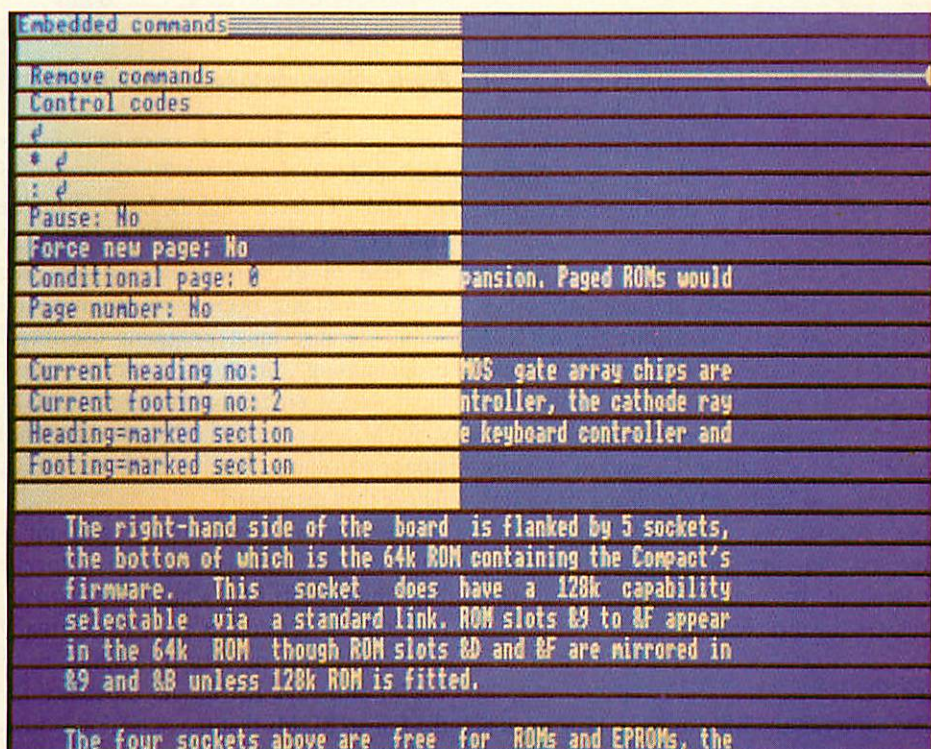 Embedded commands
Remove commands
Control codes
↲
* ↲
: ↲
Pause: No
Force new page: No
Conditional page: 0 pansion. Paged ROMs would
Page number: No
Current heading no: 1 MOS gate array chips are
Current footing no: 2 ntroller, the cathode ray
Heading=marked section e keyboard controller and
Footing=marked section
The right-hand side of the board is flanked by 5 sockets,
the bottom of which is the 64k ROM containing the Compact's
firmware. This socket does have a 128k capability
selectable via a standard link. ROM slots &9 to &F appear
in the 64k ROM though ROM slots &D and &F are mirrored in
&9 and &B unless 128k ROM is fitted.
The four sockets above are free for ROMs and EPROMs, the